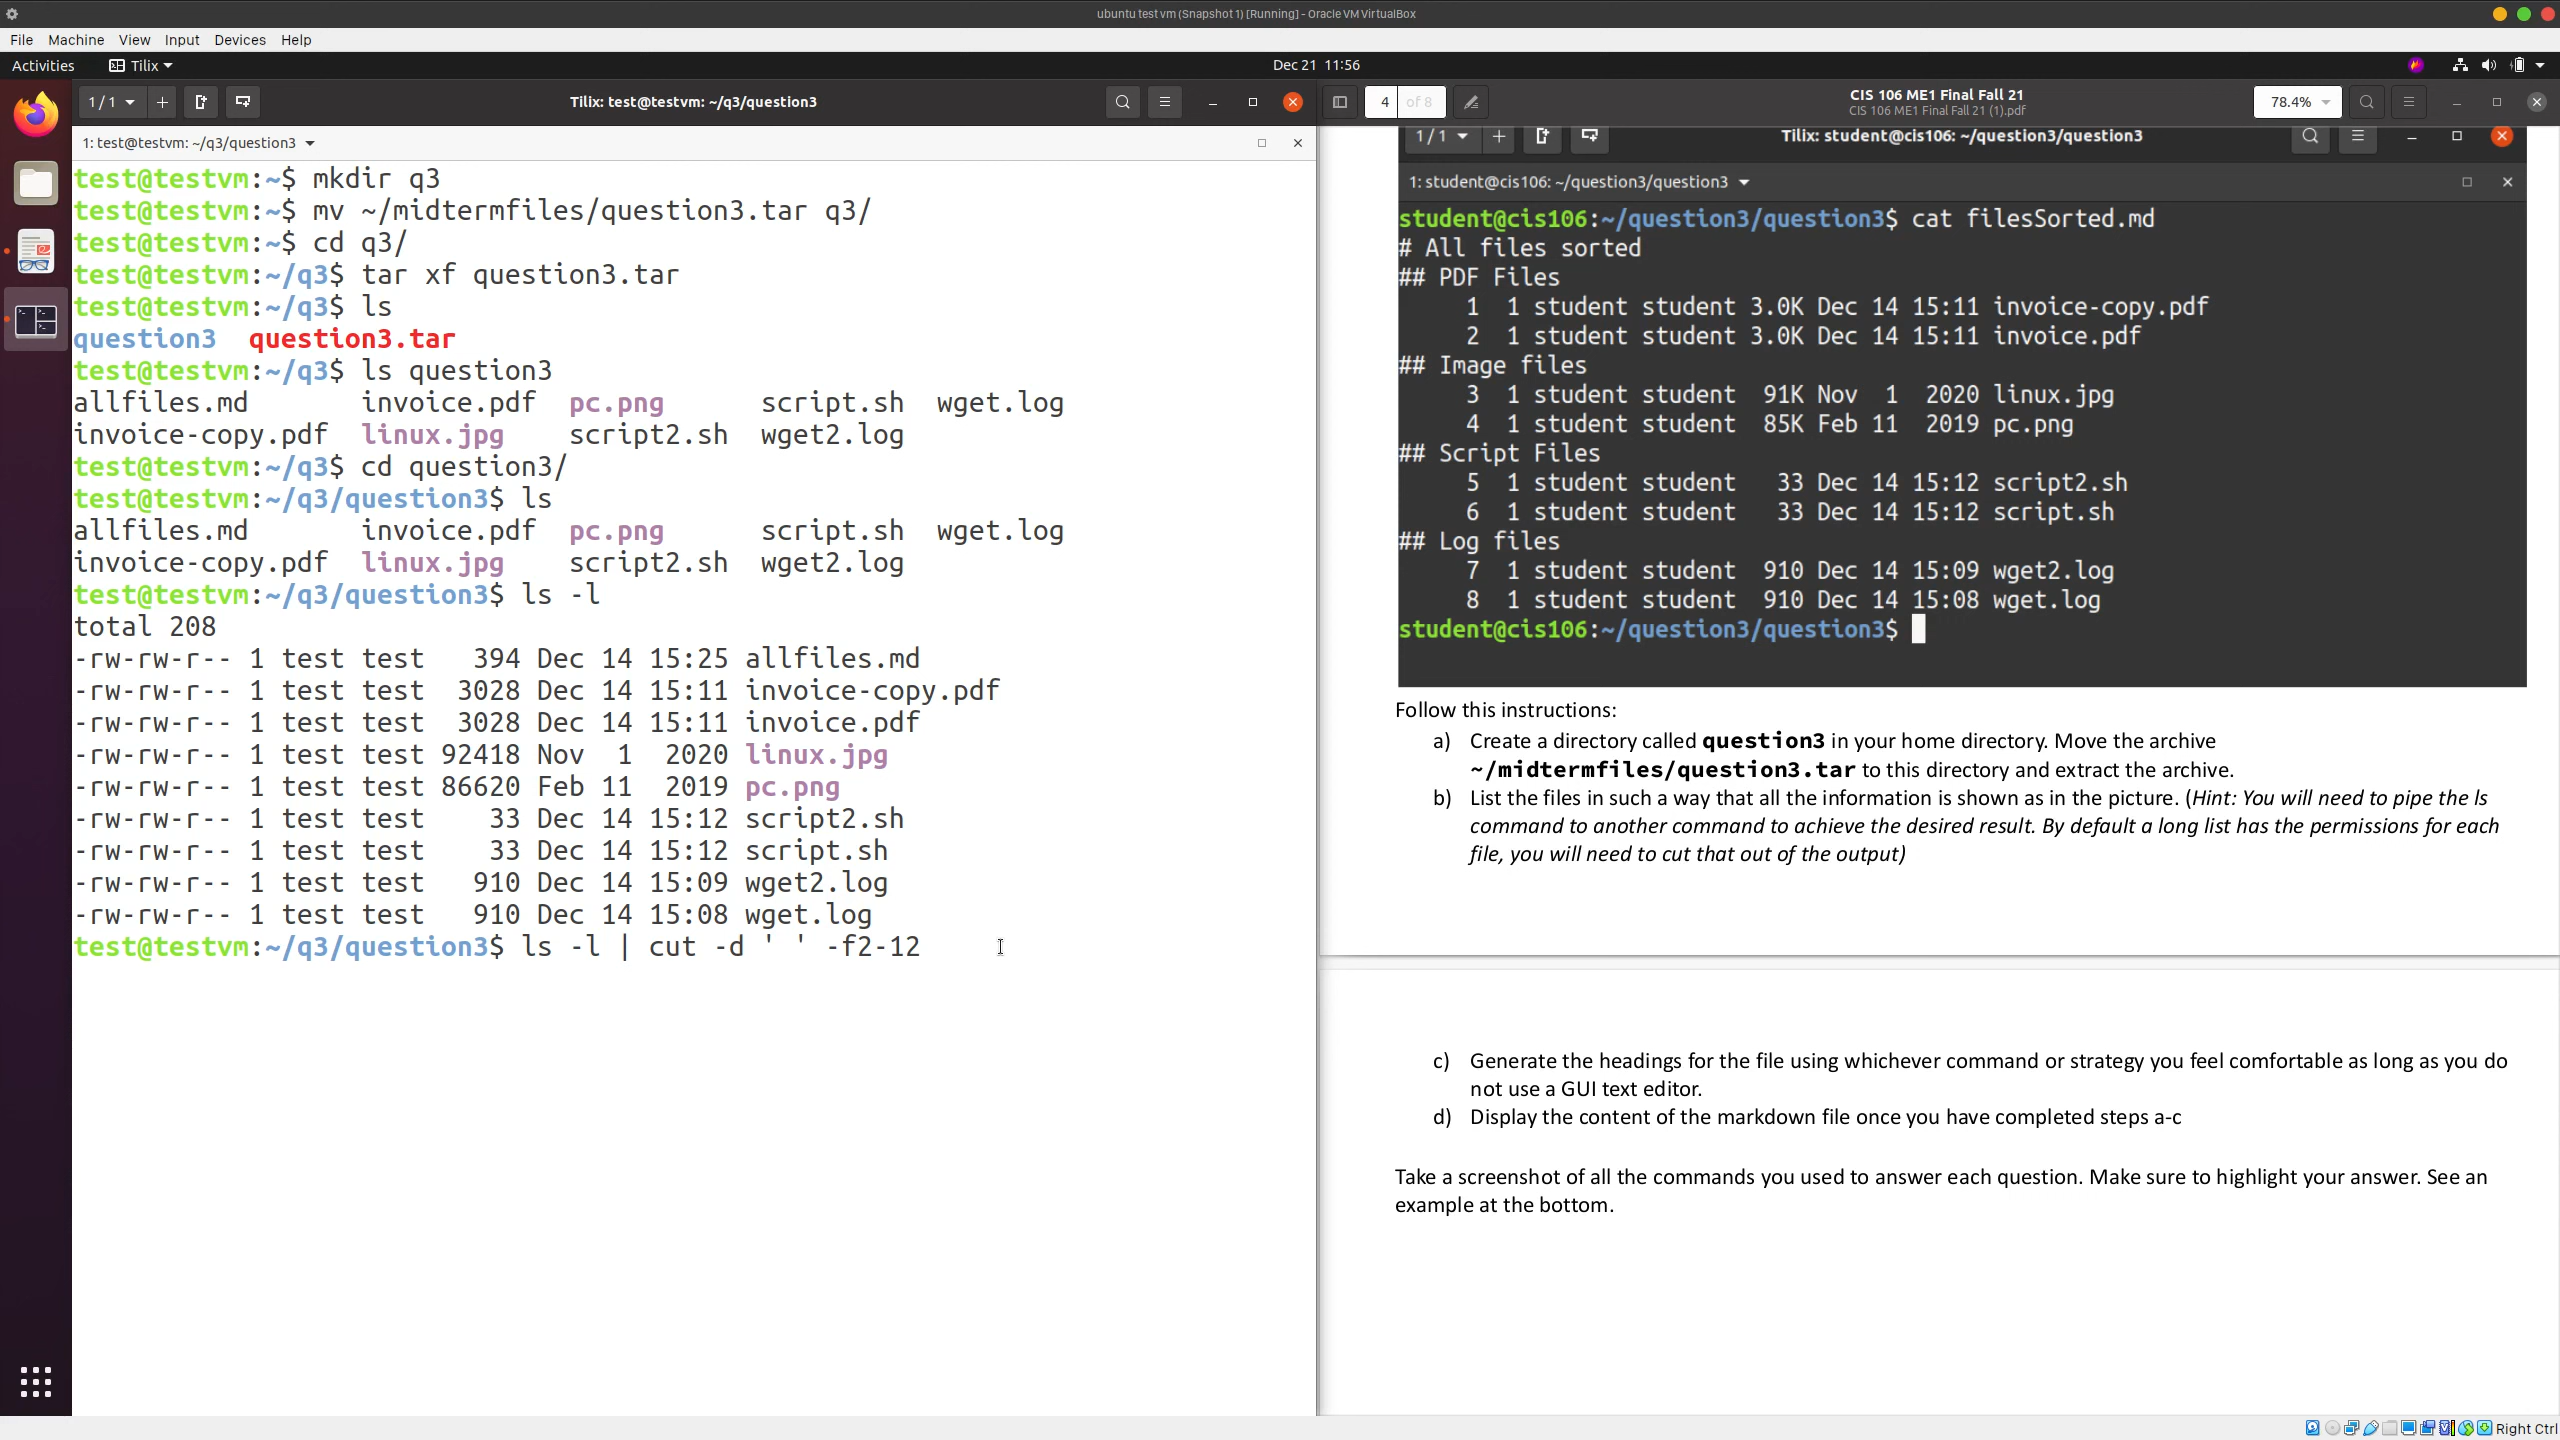 ubuntu test vm (Snapshot 1) [Running] - Oracle VM VirtualBox
File Machine View Input Devices Help
Activities Tilix Dec 21 11:56
1 / 1 Tilix: test@testvm: ~/q3/question3
1: test@testvm: ~/q3/question3
test@testvm:~$ mkdir q3
test@testvm:~$ mv ~/midtermfiles/question3.tar q3/
test@testvm:~$ cd q3/
test@testvm:~/q3$ tar xf question3.tar
test@testvm:~/q3$ ls
question3  question3.tar
test@testvm:~/q3$ ls question3
allfiles.md       invoice.pdf  pc.png      script.sh  wget.log
invoice-copy.pdf  linux.jpg    script2.sh  wget2.log
test@testvm:~/q3$ cd question3/
test@testvm:~/q3/question3$ ls
allfiles.md       invoice.pdf  pc.png      script.sh  wget.log
invoice-copy.pdf  linux.jpg    script2.sh  wget2.log
test@testvm:~/q3/question3$ ls -l
total 208
-rw-rw-r-- 1 test test   394 Dec 14 15:25 allfiles.md
-rw-rw-r-- 1 test test  3028 Dec 14 15:11 invoice-copy.pdf
-rw-rw-r-- 1 test test  3028 Dec 14 15:11 invoice.pdf
-rw-rw-r-- 1 test test 92418 Nov  1  2020 linux.jpg
-rw-rw-r-- 1 test test 86620 Feb 11  2019 pc.png
-rw-rw-r-- 1 test test    33 Dec 14 15:12 script2.sh
-rw-rw-r-- 1 test test    33 Dec 14 15:12 script.sh
-rw-rw-r-- 1 test test   910 Dec 14 15:09 wget2.log
-rw-rw-r-- 1 test test   910 Dec 14 15:08 wget.log
test@testvm:~/q3/question3$ ls -l | cut -d ' ' -f2-12
4 of 8 CIS 106 ME1 Final Fall 21 78.4%
CIS 106 ME1 Final Fall 21 (1).pdf
1 / 1 Tilix: student@cis106: ~/question3/question3
1: student@cis106: ~/question3/question3
student@cis106:~/question3/question3$ cat filesSorted.md
# All files sorted
## PDF Files
     1  1 student student 3.0K Dec 14 15:11 invoice-copy.pdf
     2  1 student student 3.0K Dec 14 15:11 invoice.pdf
## Image files
     3  1 student student  91K Nov  1  2020 linux.jpg
     4  1 student student  85K Feb 11  2019 pc.png
## Script Files
     5  1 student student   33 Dec 14 15:12 script2.sh
     6  1 student student   33 Dec 14 15:12 script.sh
## Log files
     7  1 student student  910 Dec 14 15:09 wget2.log
     8  1 student student  910 Dec 14 15:08 wget.log
student@cis106:~/question3/question3$
Follow this instructions:
a) Create a directory called question3 in your home directory. Move the archive
~/midtermfiles/question3.tar to this directory and extract the archive.
b) List the files in such a way that all the information is shown as in the picture. (Hint: You will need to pipe the ls
command to another command to achieve the desired result. By default a long list has the permissions for each
file, you will need to cut that out of the output)
c) Generate the headings for the file using whichever command or strategy you feel comfortable as long as you do
not use a GUI text editor.
d) Display the content of the markdown file once you have completed steps a-c
Take a screenshot of all the commands you used to answer each question. Make sure to highlight your answer. See an
example at the bottom.
Right Ctrl